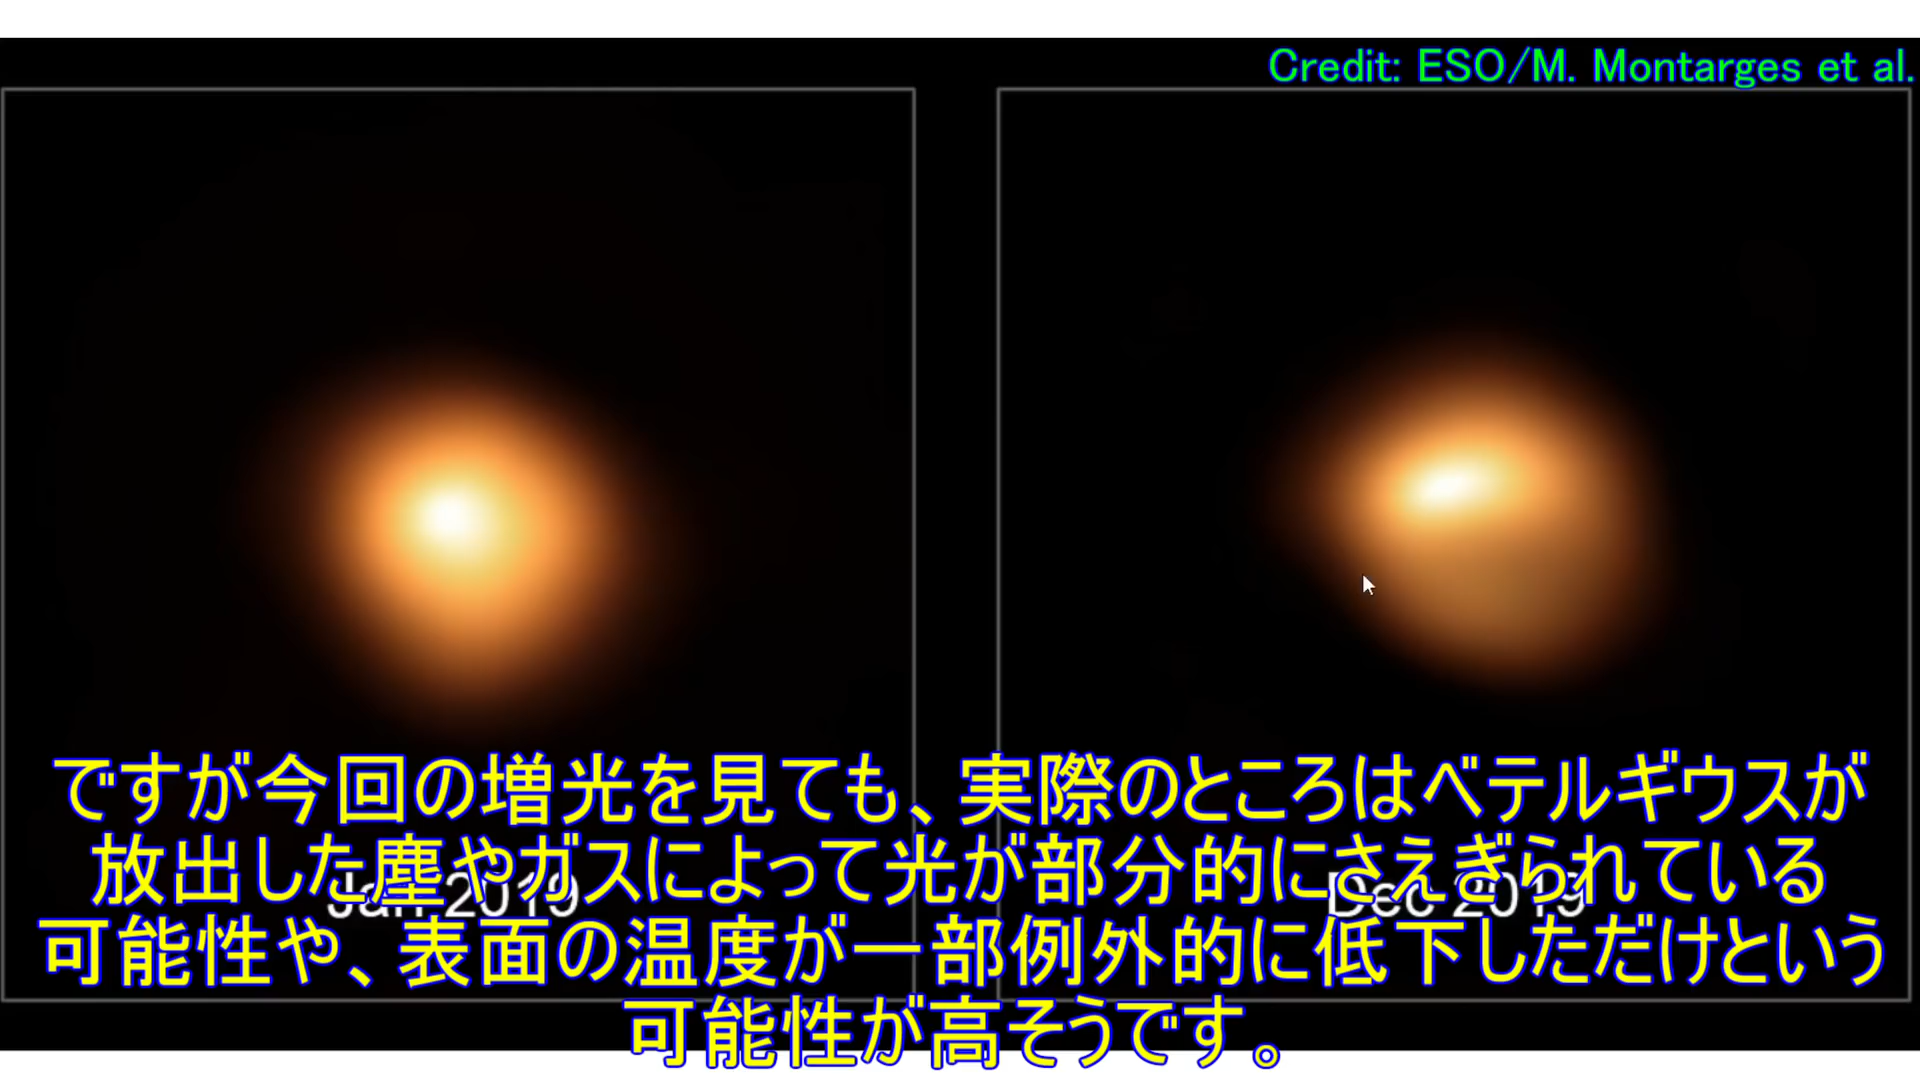 Credit: ESO/M. Montarges et al.
ですが今回の増光を見ても、実際のところはベテルギウスが
放出した塵やガスによって光が部分的にさえぎられている
Jan 2019
Dec 2019
可能性や、表面の温度が一部例外的に低下しただけという
可能性が高そうです。